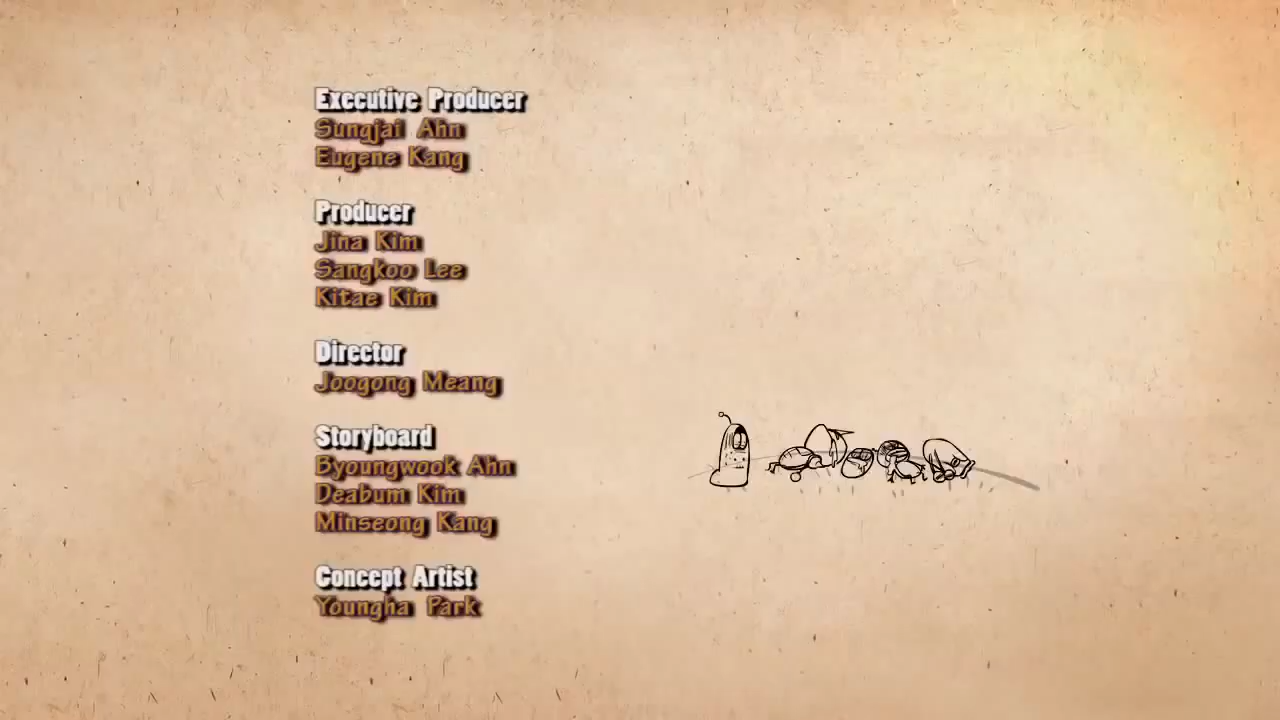 Executive Producer
Sungjai Ahn
Eugene Kang
Producer
Jina Kim
Sangkoo Lee
Kitae Kim
Director
Joogong Meang
Storyboard
Byoungwook Ahn
Deabum Kim
Minseong Kang
Concept Artist
Youngha Park